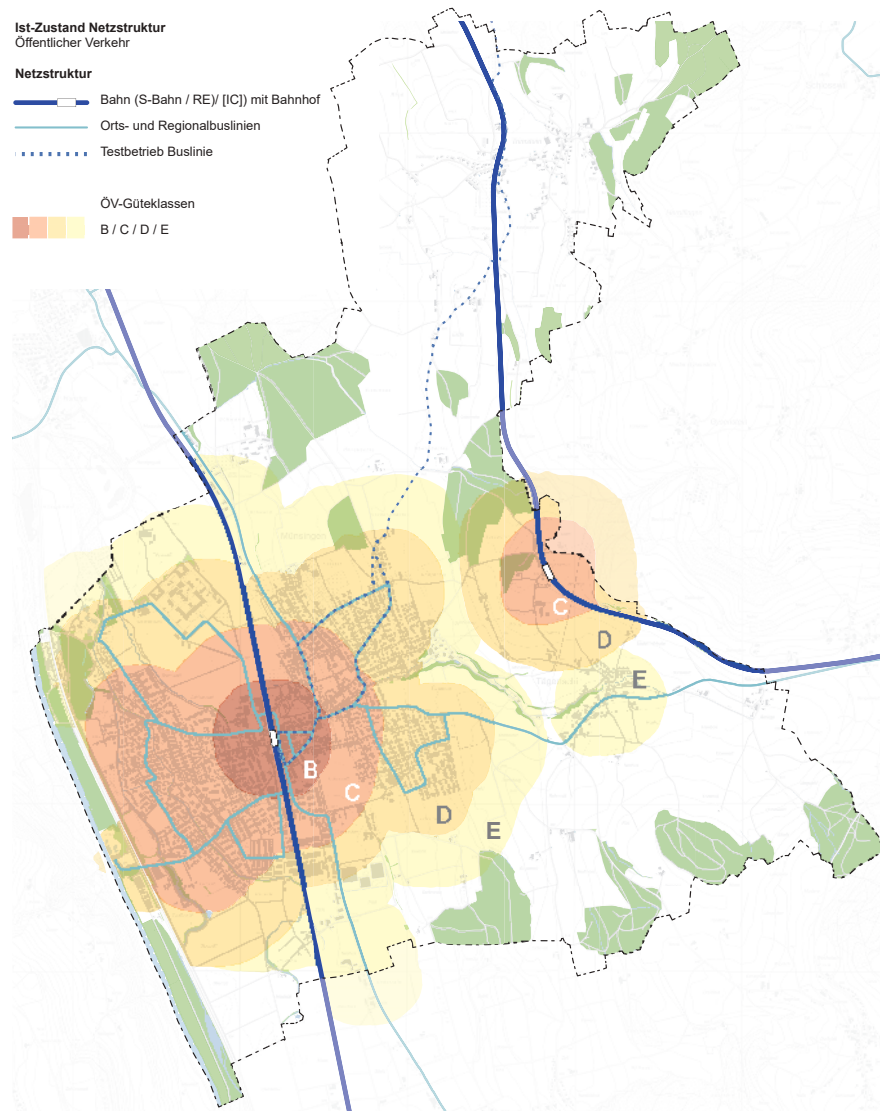 Ist-Zustand Netzstruktur
Öffentlicher Verkehr
Netzstruktur
Bahn (S-Bahn / RE)/ [IC]) mit Bahnhof
Orts- und Regionalbuslinien
Testbetrieb Buslinie
ÖV-Güteklassen
B / C / D / E
C
D
E
B
C
D
E